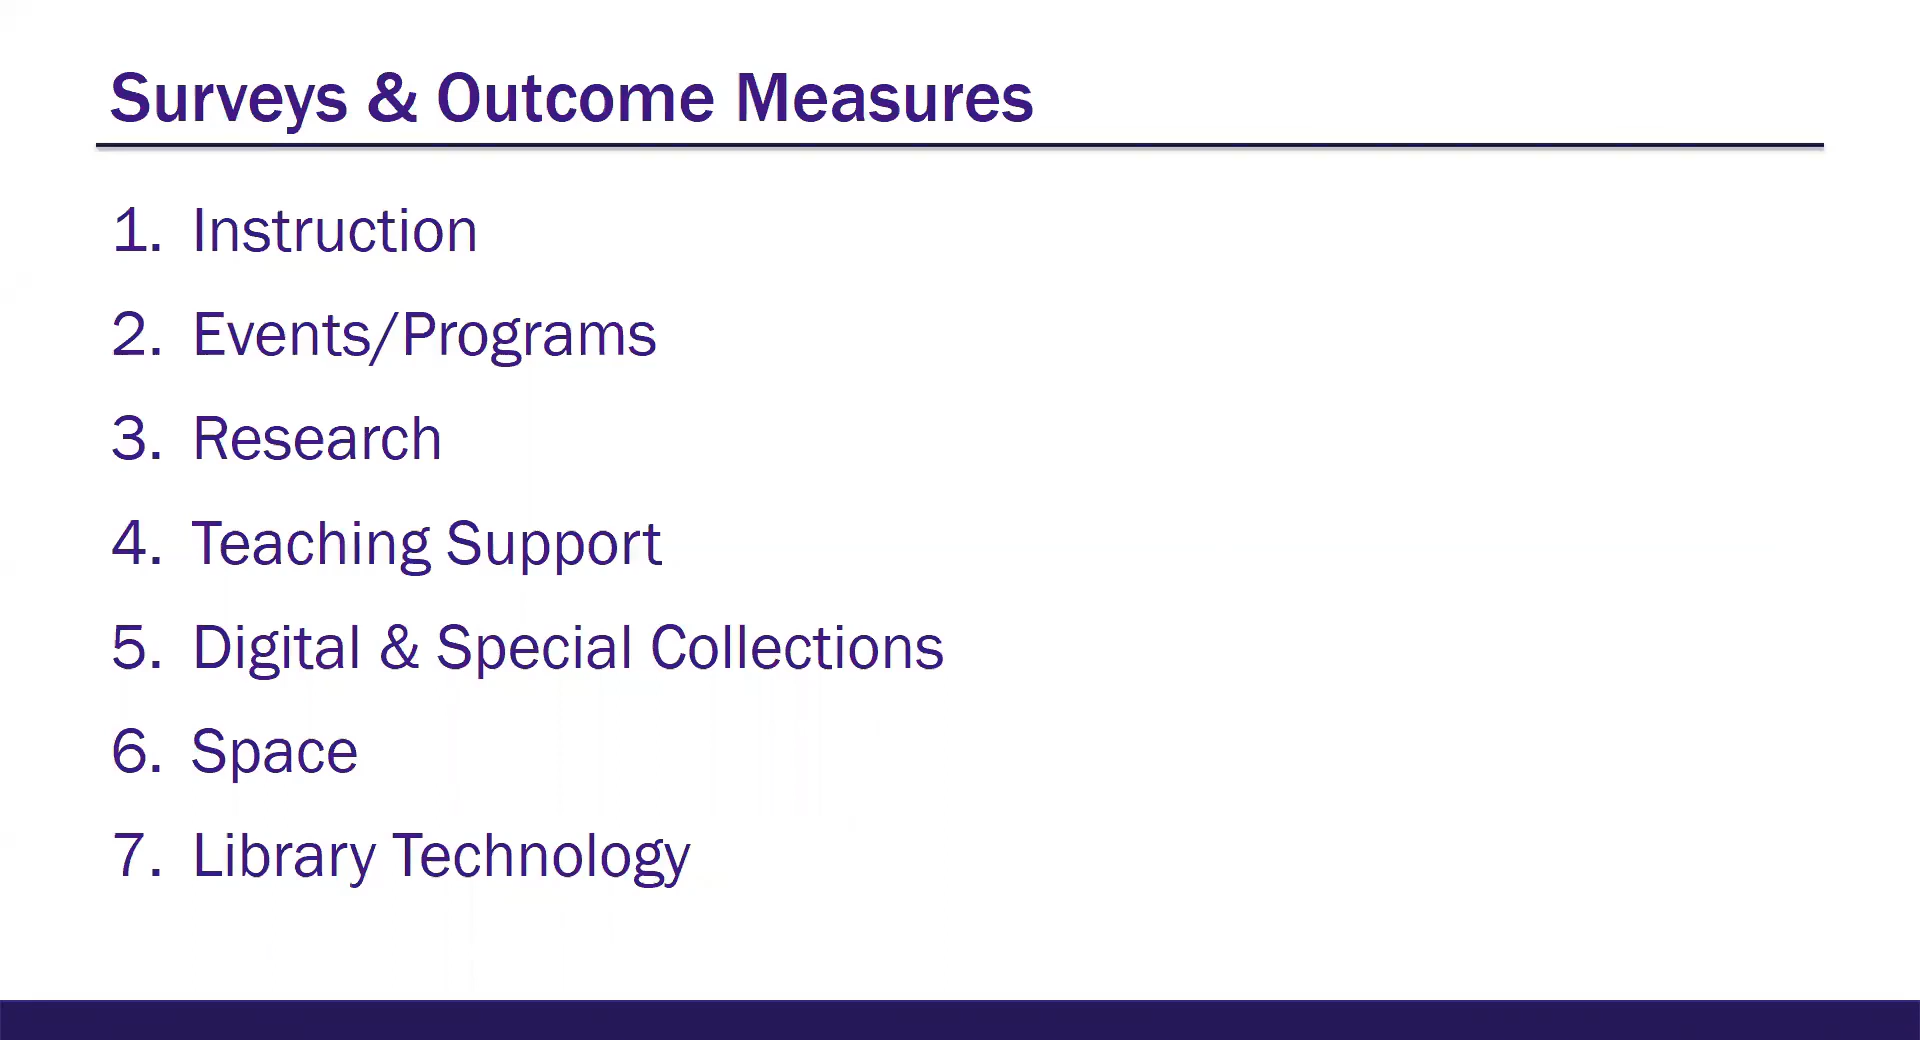 Surveys & Outcome Measures
1. Instruction
2. Events/Programs
3. Research
4. Teaching Support
5. Digital & Special Collections
6. Space
7. Library Technology